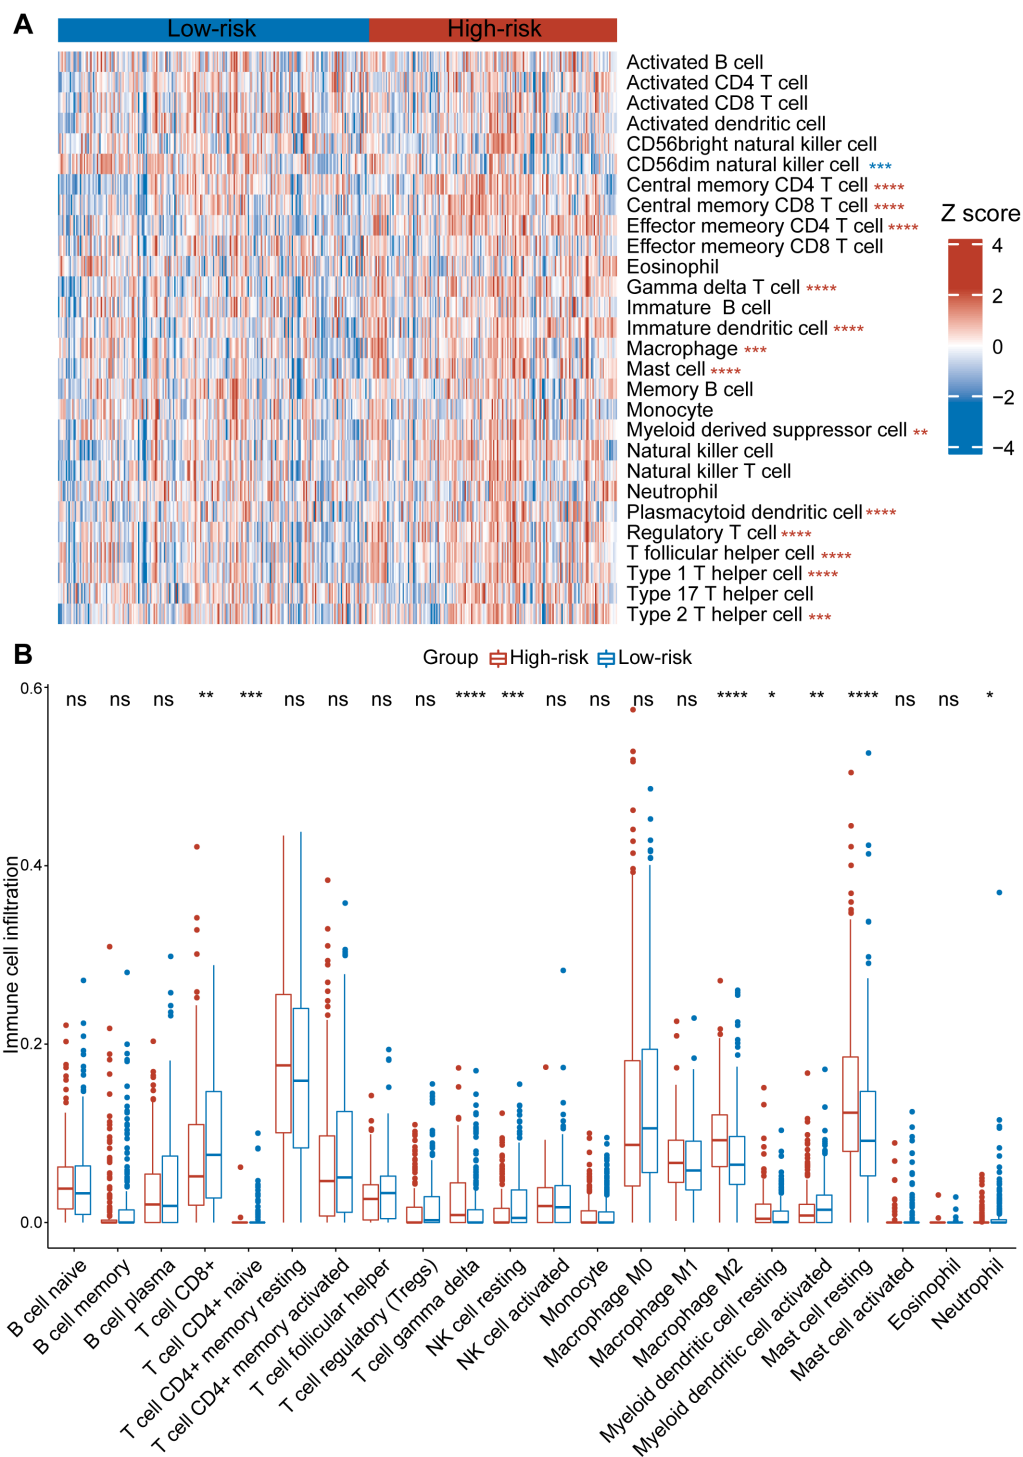 A
Low-risk
High-risk
Activated B cell
Activated CD4 T cell
Activated CD8 T cell
Activated dendritic cell
CD56bright natural killer cell
CD56dim natural killer cell ***
Central memory CD4 T cell ****
Central memory CD8 T cell ****
Effector memeory CD4 T cell ****
Effector memeory CD8 T cell
Eosinophil
Gamma delta T cell ****
Immature B cell
Immature dendritic cell ****
Macrophage ***
Mast cell ****
Memory B cell
Monocyte
Myeloid derived suppressor cell **
Natural killer cell
Natural killer T cell
Neutrophil
Plasmacytoid dendritic cell ****
Regulatory T cell ****
T follicular helper cell ****
Type 1 T helper cell ****
Type 17 T helper cell
Type 2 T helper cell ***
Z score
4
2
0
−2
−4
B
Group High-risk Low-risk
ns ns ns ** *** ns ns ns ns **** *** ns ns ns ns **** * ** **** ns ns *
Immune cell infiltration
0.6
0.4
0.2
0.0
B cell naive
B cell memory
B cell plasma
T cell CD8+
T cell CD4+ naive
T cell CD4+ memory resting
T cell CD4+ memory activated
T cell follicular helper
T cell regulatory (Tregs)
T cell gamma delta
NK cell resting
NK cell activated
Monocyte
Macrophage M0
Macrophage M1
Macrophage M2
Myeloid dendritic cell resting
Myeloid dendritic cell activated
Mast cell resting
Mast cell activated
Eosinophil
Neutrophil